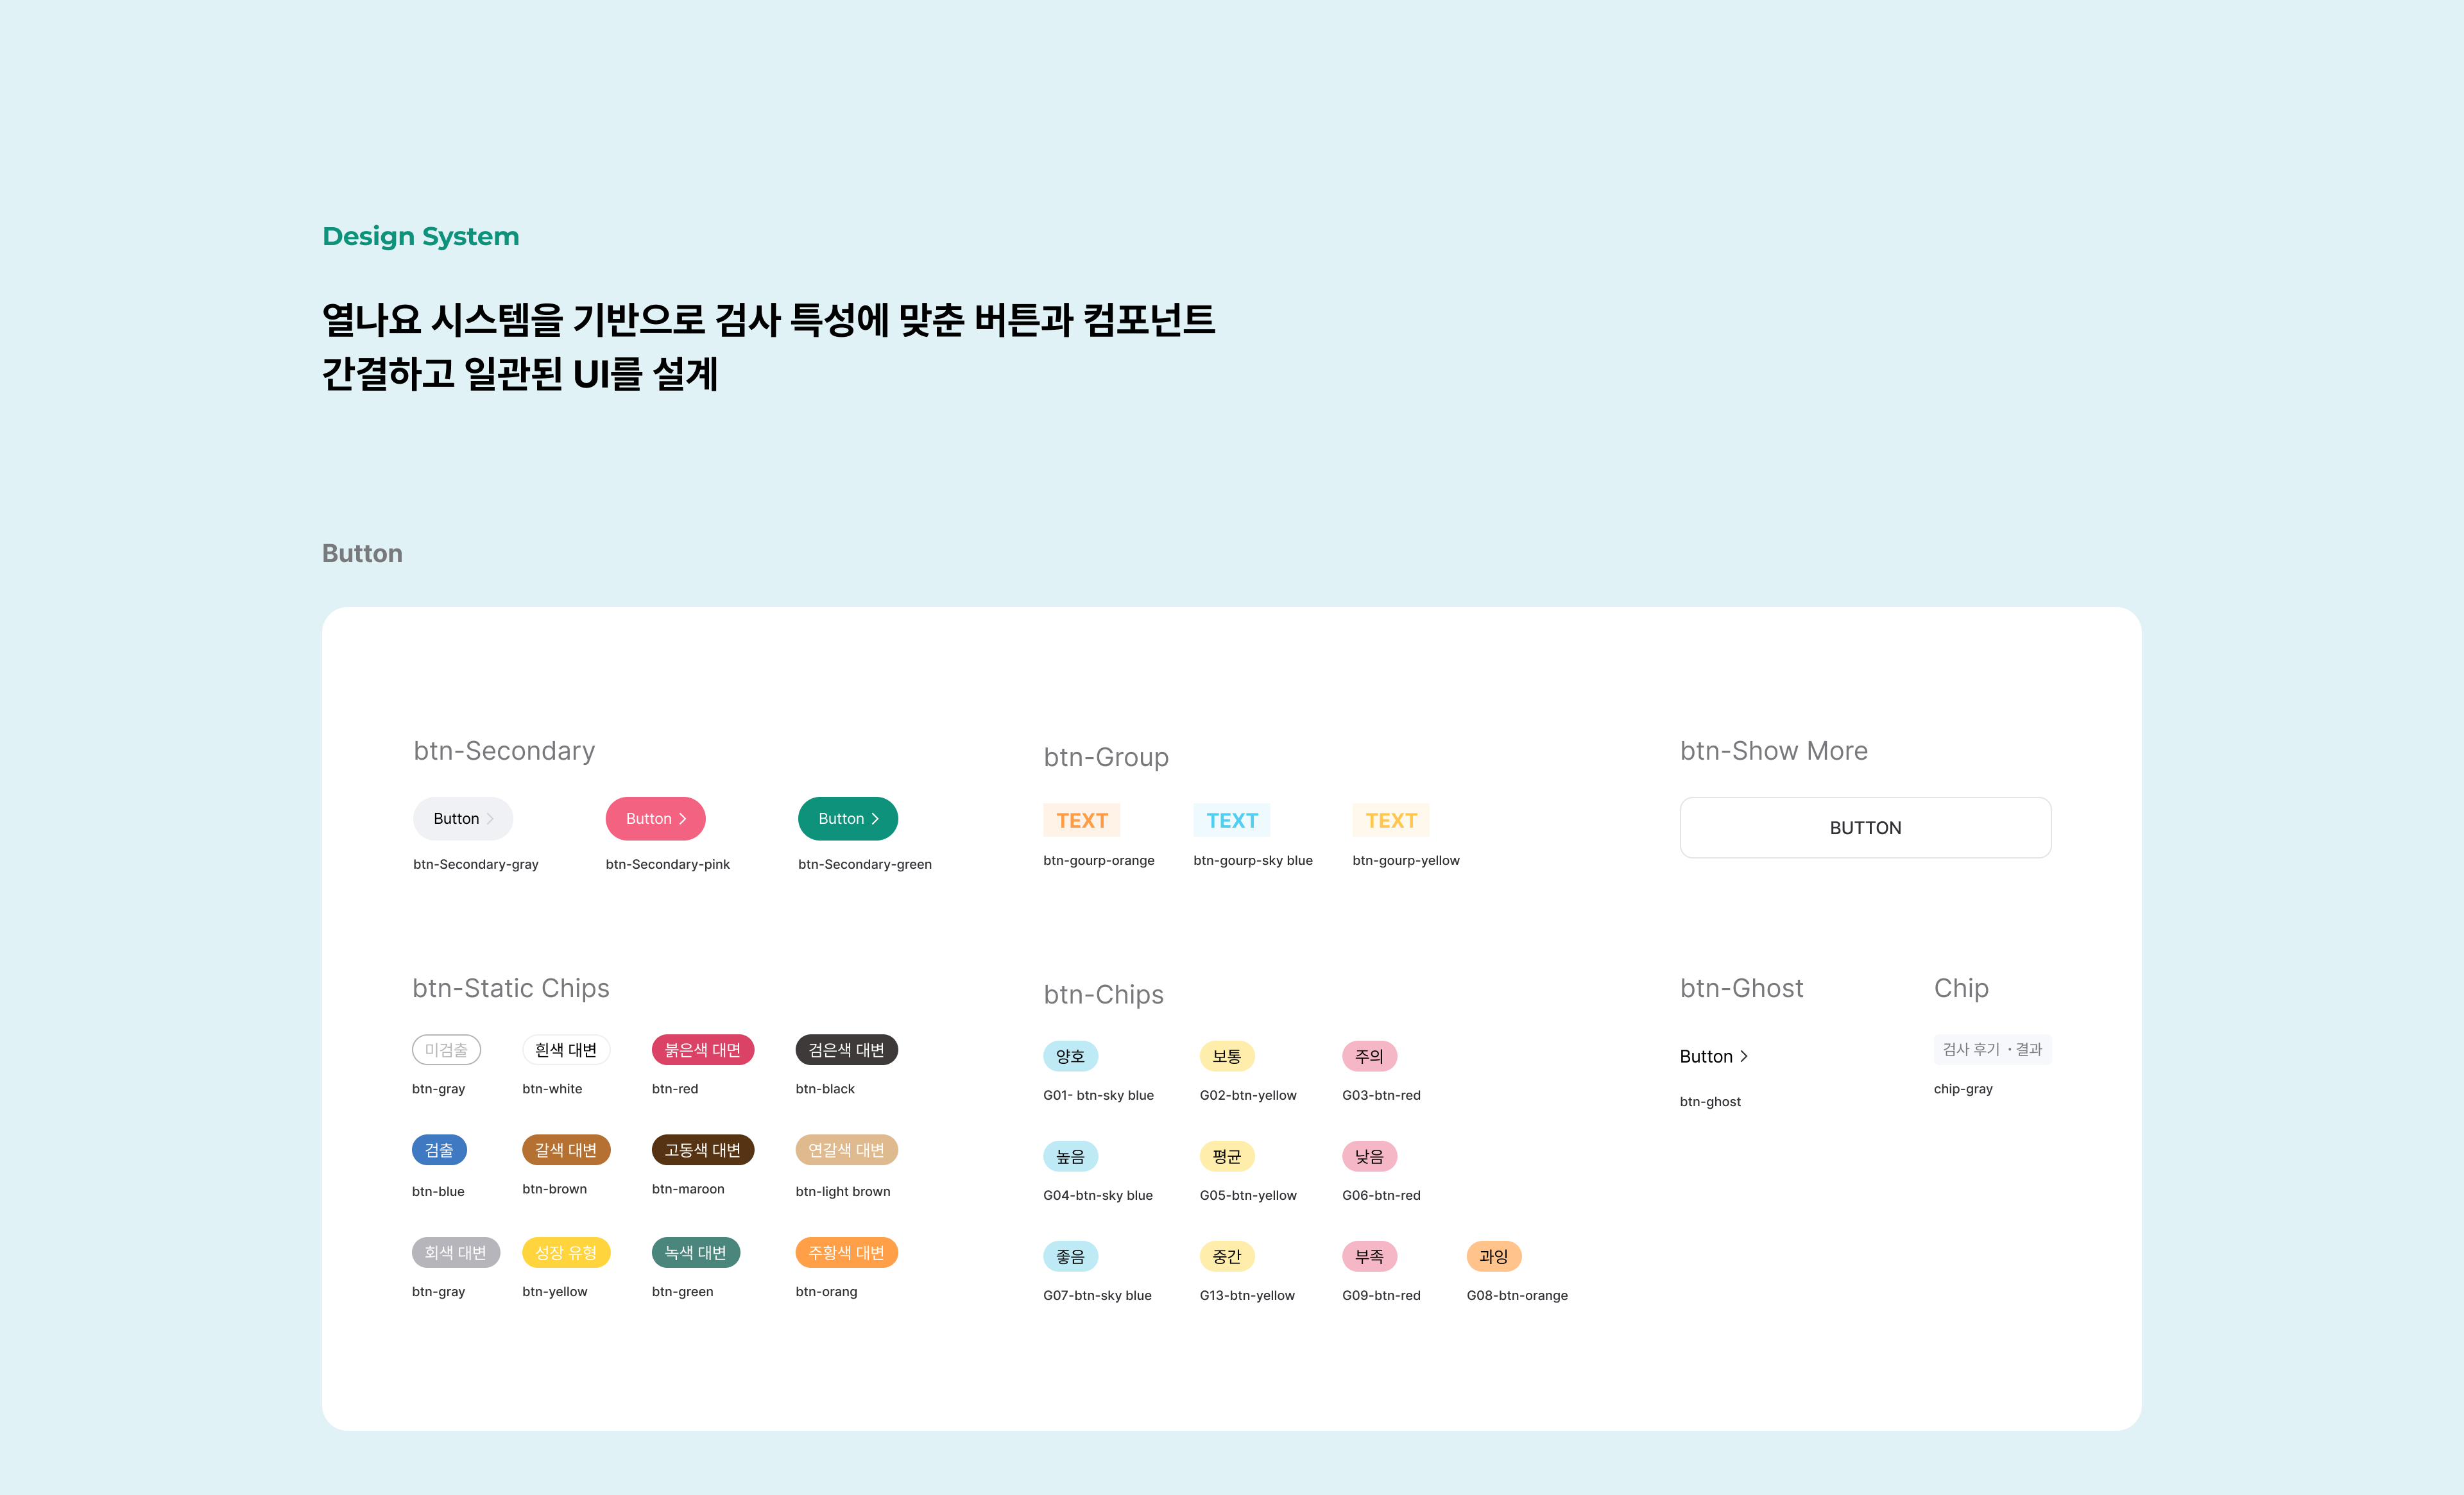 Design System
열나요 시스템을 기반으로 검사 특성에 맞춘 버튼과 컴포넌트
간결하고 일관된 UI를 설계
Button
btn-Secondary
Button
Button
Button
btn-Secondary-gray
btn-Secondary-pink
btn-Secondary-green
btn-Group
TEXT
TEXT
TEXT
btn-gourp-orange
btn-gourp-sky blue
btn-gourp-yellow
btn-Show More
BUTTON
btn-Static Chips
미검출
흰색 대변
붉은색 대면
검은색 대변
btn-gray
btn-white
btn-red
btn-black
검출
갈색 대변
고동색 대변
연갈색 대변
btn-blue
btn-brown
btn-maroon
btn-light brown
회색 대변
성장 유형
녹색 대변
주황색 대변
btn-gray
btn-yellow
btn-green
btn-orang
btn-Chips
양호
보통
주의
G01- btn-sky blue
G02-btn-yellow
G03-btn-red
높음
평균
낮음
G04-btn-sky blue
G05-btn-yellow
G06-btn-red
좋음
중간
부족
과잉
G07-btn-sky blue
G13-btn-yellow
G09-btn-red
G08-btn-orange
btn-Ghost
Button
btn-ghost
Chip
검사 후기 ・결과
chip-gray